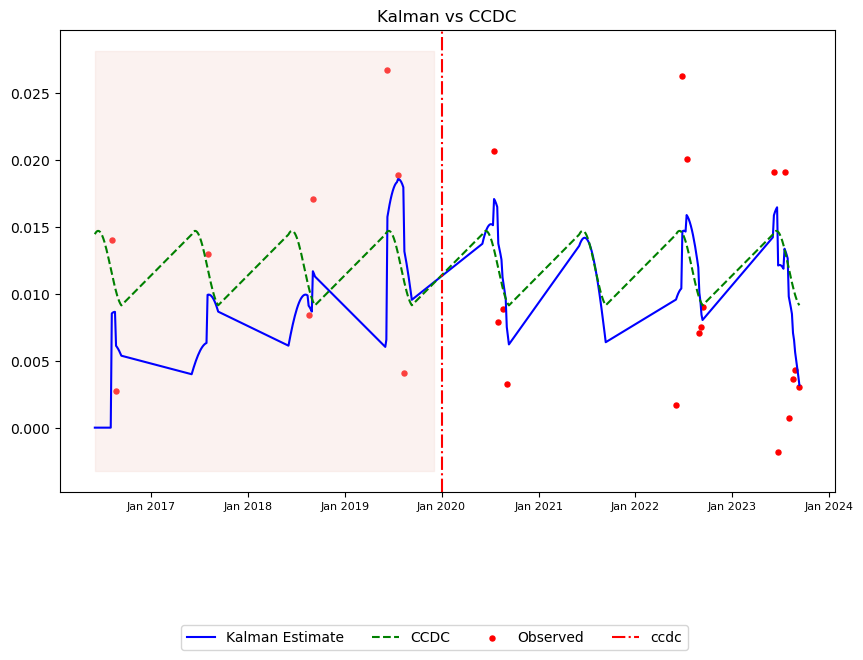 Kalman vs CCDC
0.025
0.020
0.015
0.010
0.005
0.000
Jan 2017 Jan 2018 Jan 2019 Jan 2020 Jan 2021 Jan 2022 Jan 2023 Jan 2024
Kalman Estimate CCDC Observed ccdc